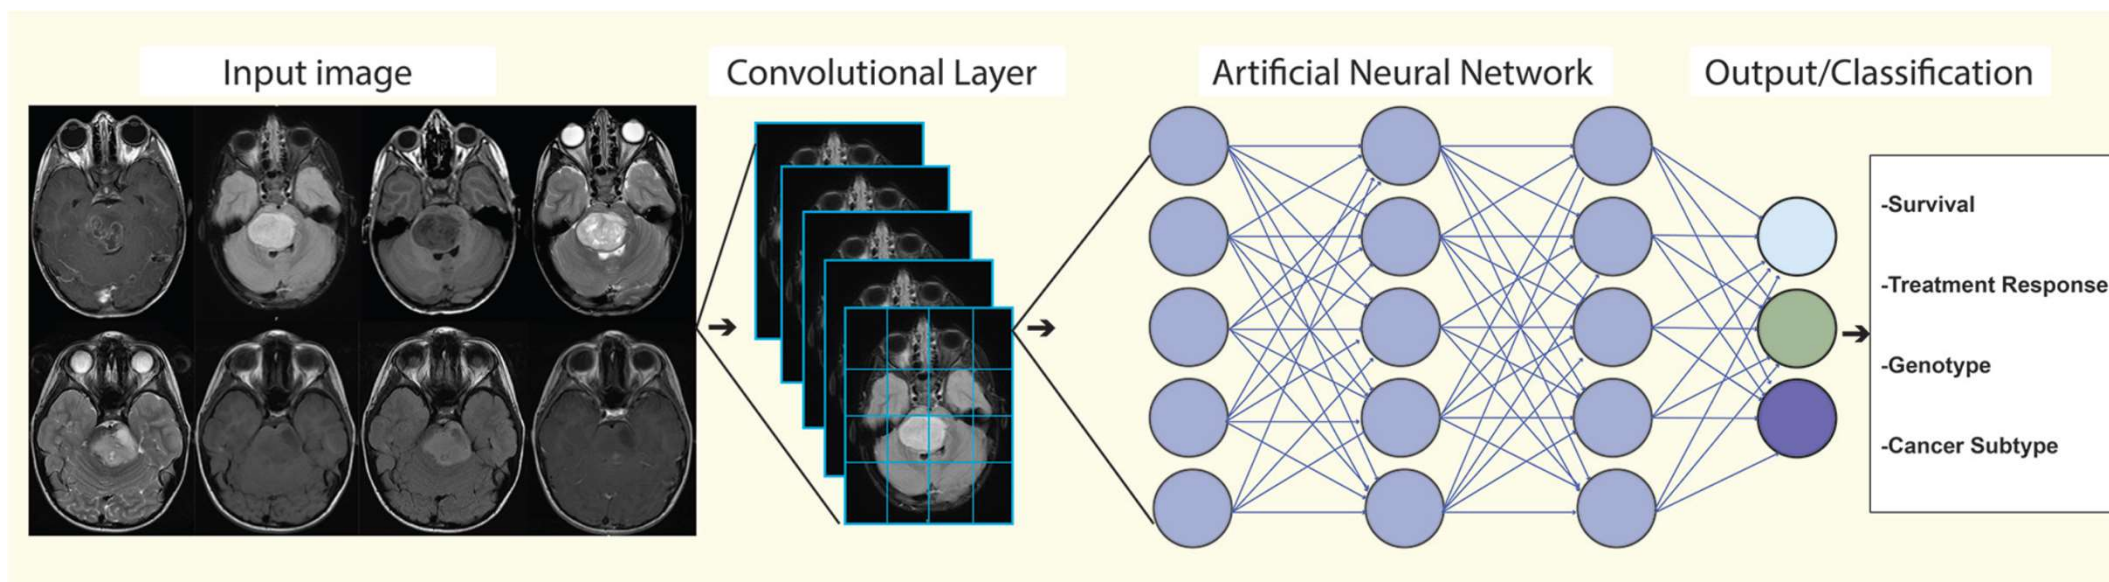 Input image
Convolutional Layer
Artificial Neural Network
Output/Classification
-Survival
-Treatment Response
-Genotype
-Cancer Subtype